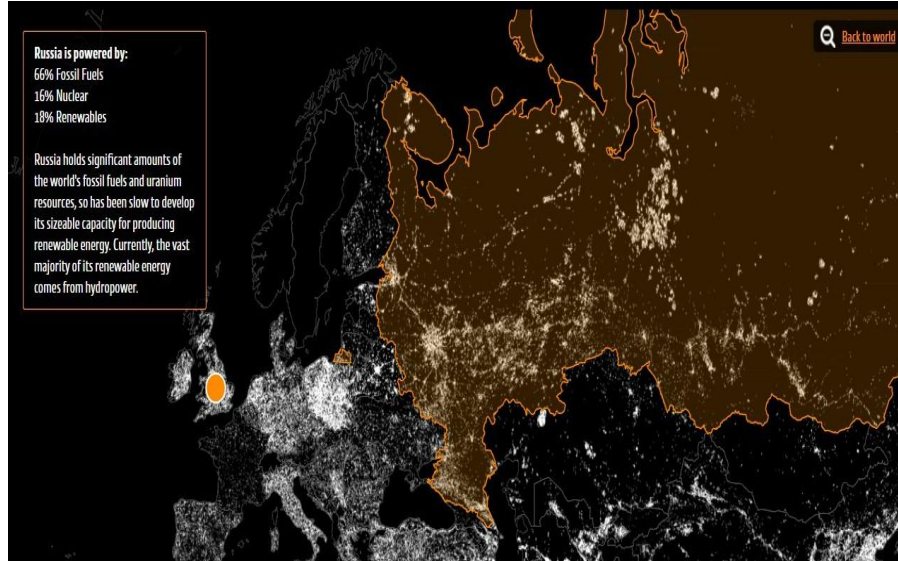 Russia is powered by:
66% Fossil Fuels
16% Nuclear
18% Renewables
Russia holds significant amounts of
the world's fossil fuels and uranium
resources, so has been slow to develop
its sizeable capacity for producing
renewable energy. Currently, the vast
majority of its renewable energy
comes from hydropower.
Back to world